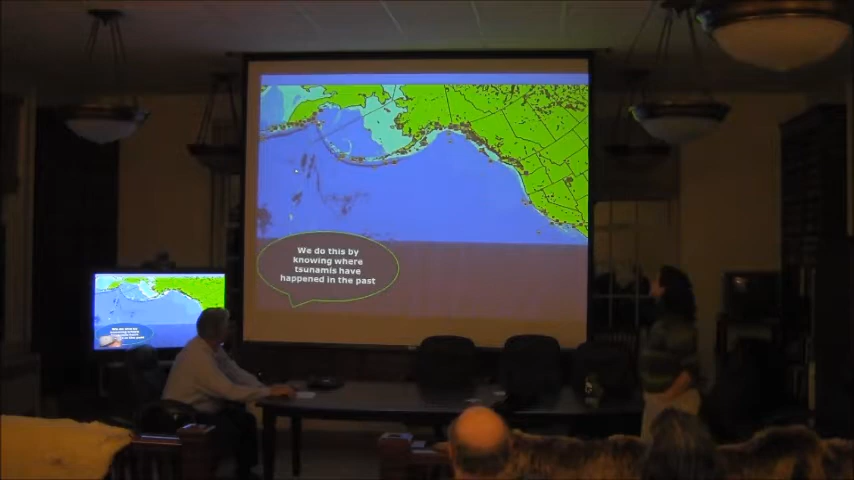 We do this by
knowing where
tsunamis have
happened in the past